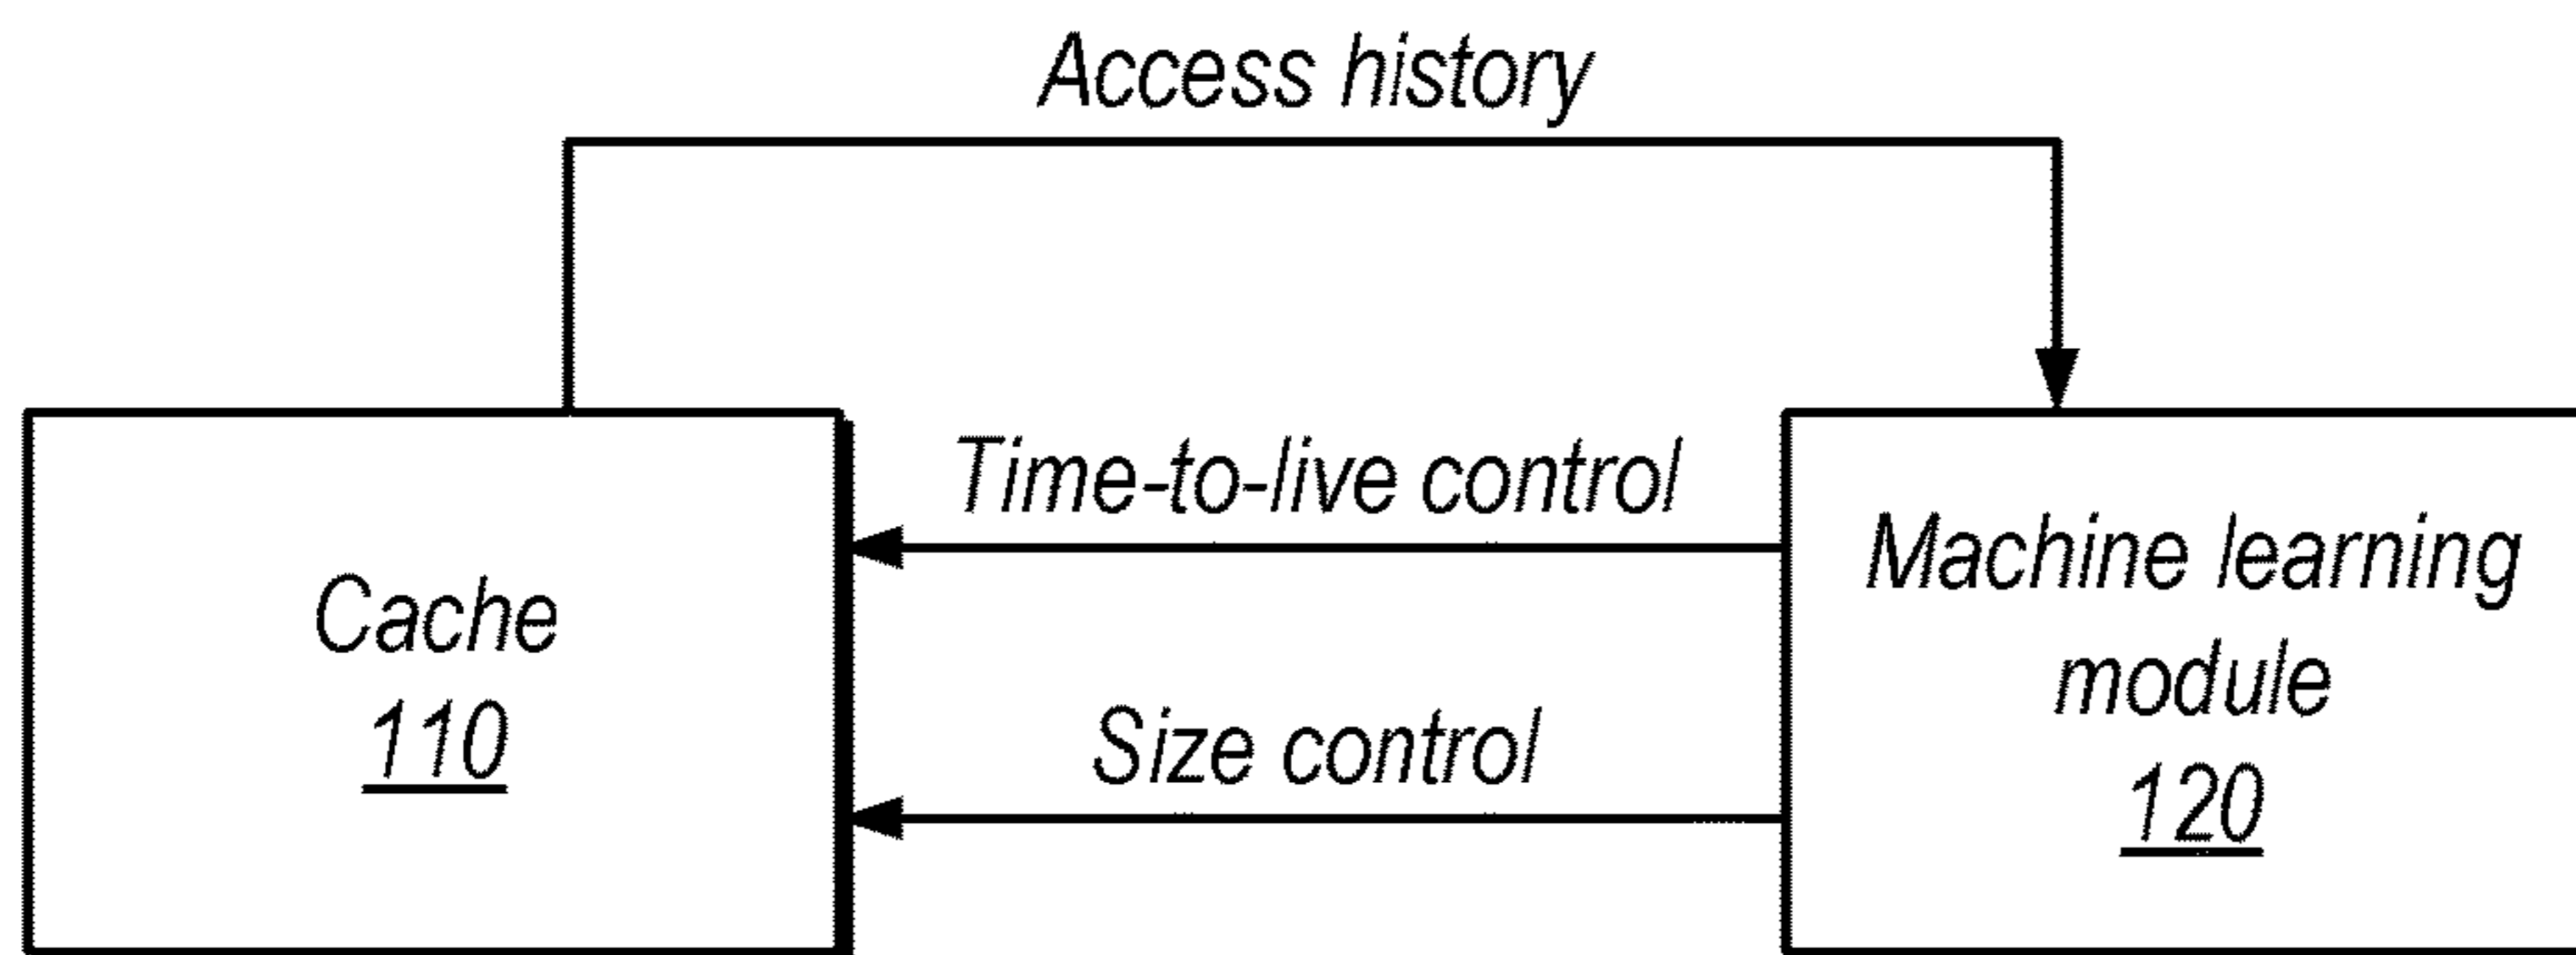 Access history
Time-to-live control
Size control
Cache
110
Machine learning
module
120